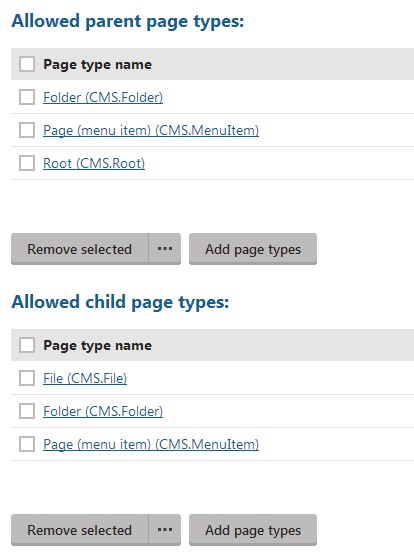 Allowed parent page types:
Page type name
Folder (CMS.Folder)
Page (menu item) (CMS.MenuItem)
Root (CMS.Root)
Remove selected ··· Add page types
Allowed child page types:
Page type name
File (CMS.File)
Folder (CMS.Folder)
Page (menu item) (CMS.MenuItem)
Remove selected ··· Add page types